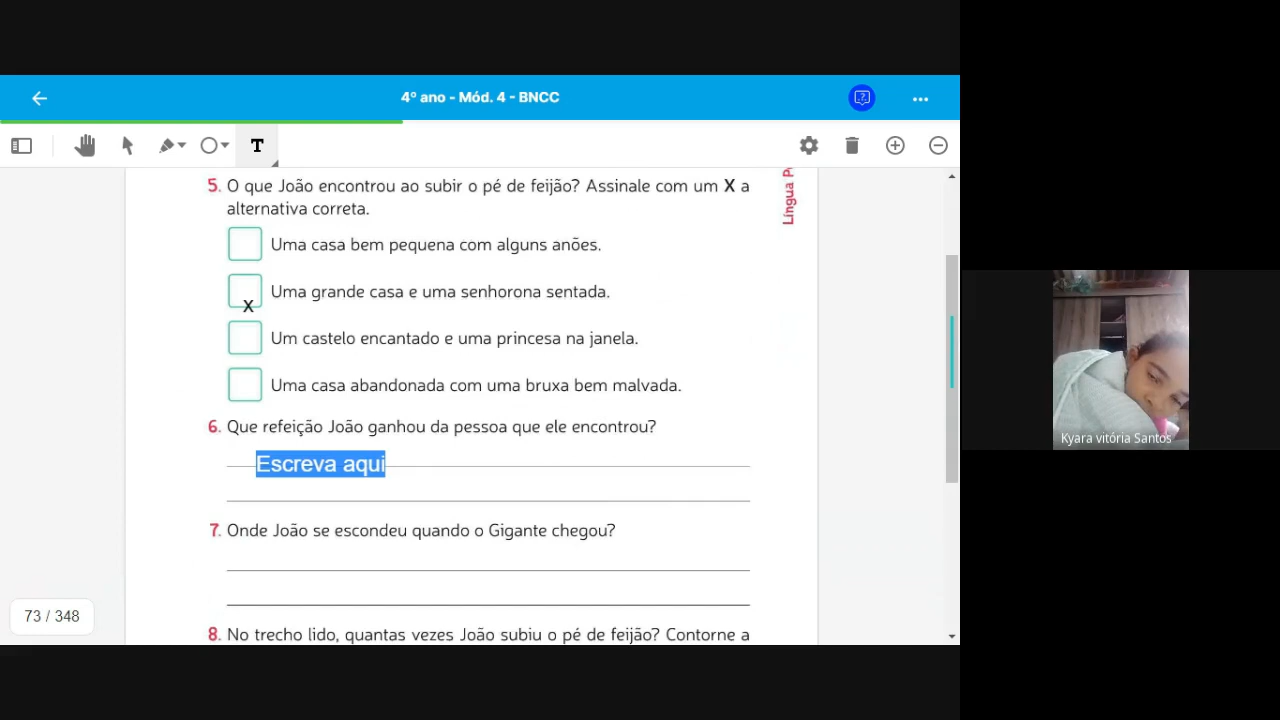 4º ano - Mód. 4 - BNCC
T
Língua P
5. O que João encontrou ao subir o pé de feijão? Assinale com um X a
alternativa correta.
Uma casa bem pequena com alguns anões.
X Uma grande casa e uma senhorona sentada.
Um castelo encantado e uma princesa na janela.
Uma casa abandonada com uma bruxa bem malvada.
6. Que refeição João ganhou da pessoa que ele encontrou?
Escreva aqui
7. Onde João se escondeu quando o Gigante chegou?
8. No trecho lido, quantas vezes João subiu o pé de feijão? Contorne a
73 / 348
Kyara vitória Santos